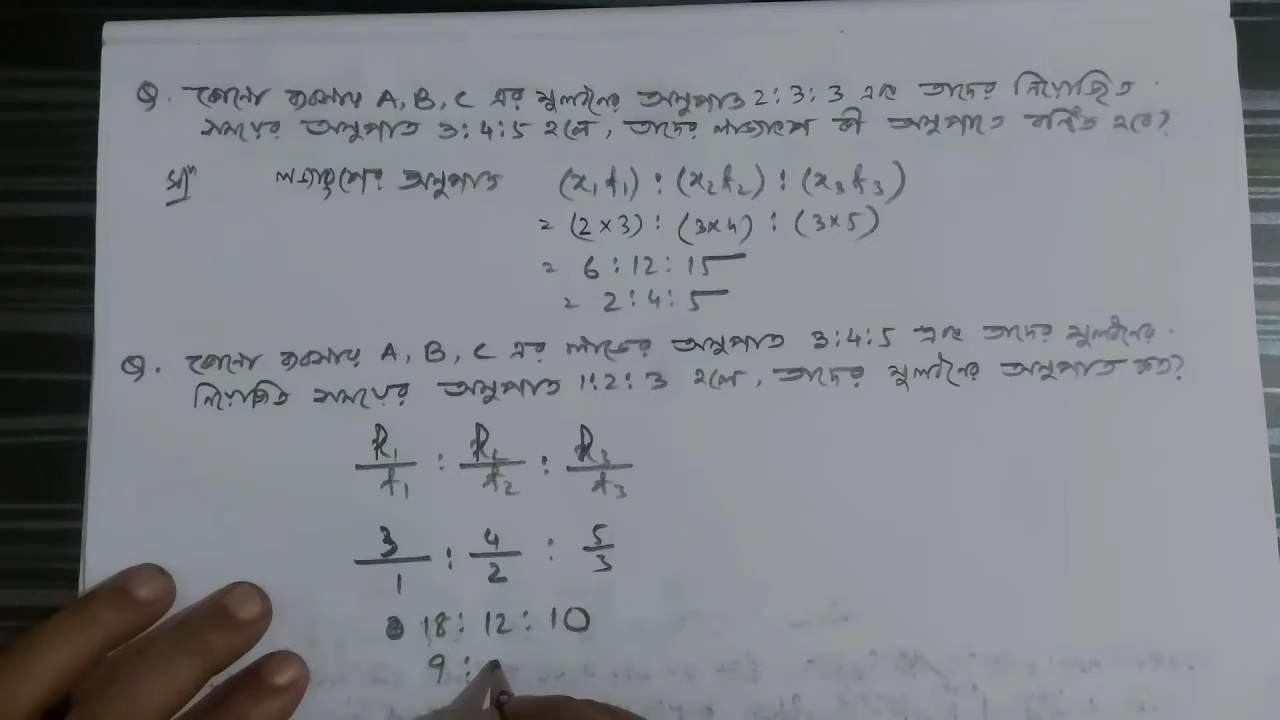 Q. কোনো ব্যবসায় A, B, C এর মূলধনের অনুপাত 2 : 3 : 3 এবং তাদের নিয়োজিত
সময়ের অনুপাত 3 : 4 : 5 হলে, তাদের লভ্যাংশ কী অনুপাতে বন্টিত হবে?
লভ্যাংশের অনুপাত (x₁t₁) : (x₂t₂) : (x₃t₃)
= (2 × 3) : (3×4) : (3×5)
= 6 : 12 : 15
= 2 : 4 : 5
Q. কোনো ব্যবসায় A, B, C এর লাভের অনুপাত 3:4:5 এবং তাদের মূলধনের
নিয়োজিত সময়ের অনুপাত 1:2:3 হলে, তাদের মূলধনের অনুপাত কত?
R₁/t₁ : R₂/t₂ : R₃/t₃
3/1 : 4/2 : 5/3
18 : 12 : 10
9 :